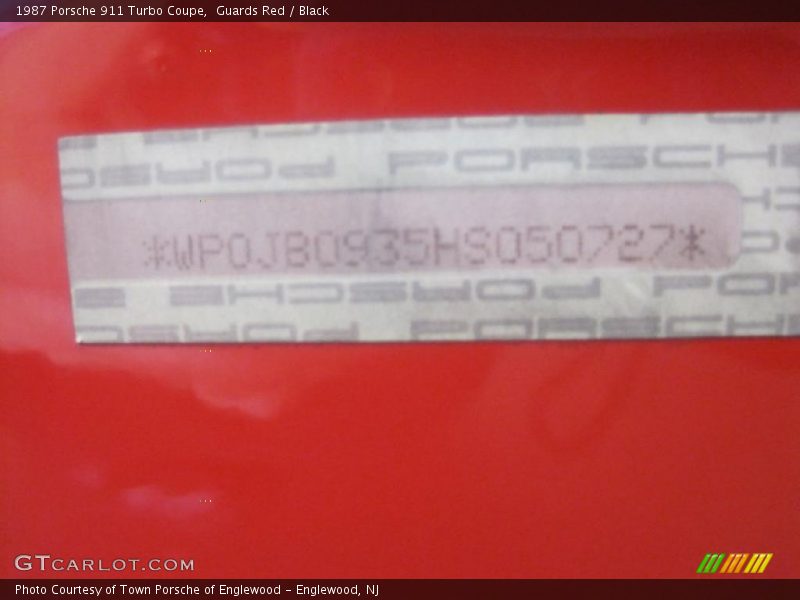 1987 Porsche 911 Turbo Coupe,  Guards Red / Black
PORSCHE
*WP0JB0935HS050727*
PORSCHE
GTCARLOT.COM
Photo Courtesy of Town Porsche of Englewood - Englewood, NJ